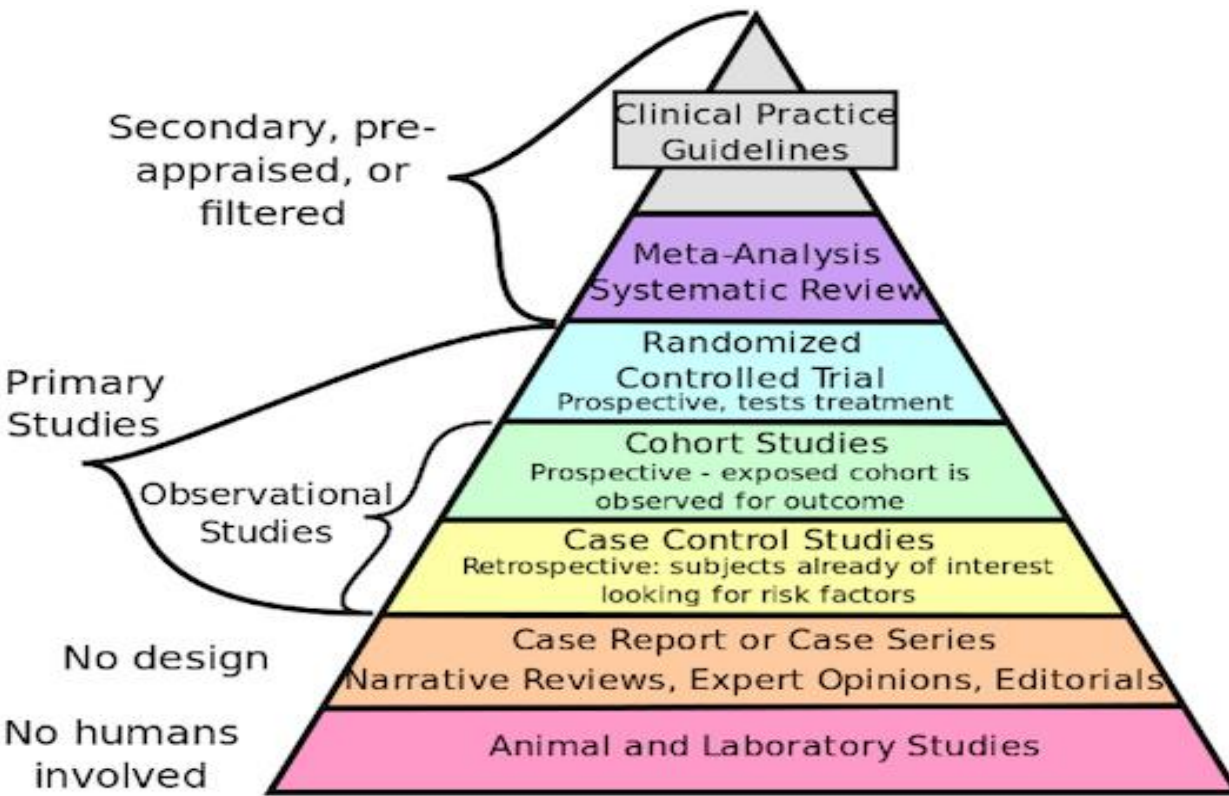 Clinical Practice
Guidelines
Secondary, pre-
appraised, or
filtered
Meta-Analysis
Systematic Review
Randomized
Controlled Trial
Prospective, tests treatment
Primary
Studies
Cohort Studies
Prospective - exposed cohort is
observed for outcome
Observational
Studies
Case Control Studies
Retrospective: subjects already of interest
looking for risk factors
No design
Case Report or Case Series
Narrative Reviews, Expert Opinions, Editorials
No humans
involved
Animal and Laboratory Studies